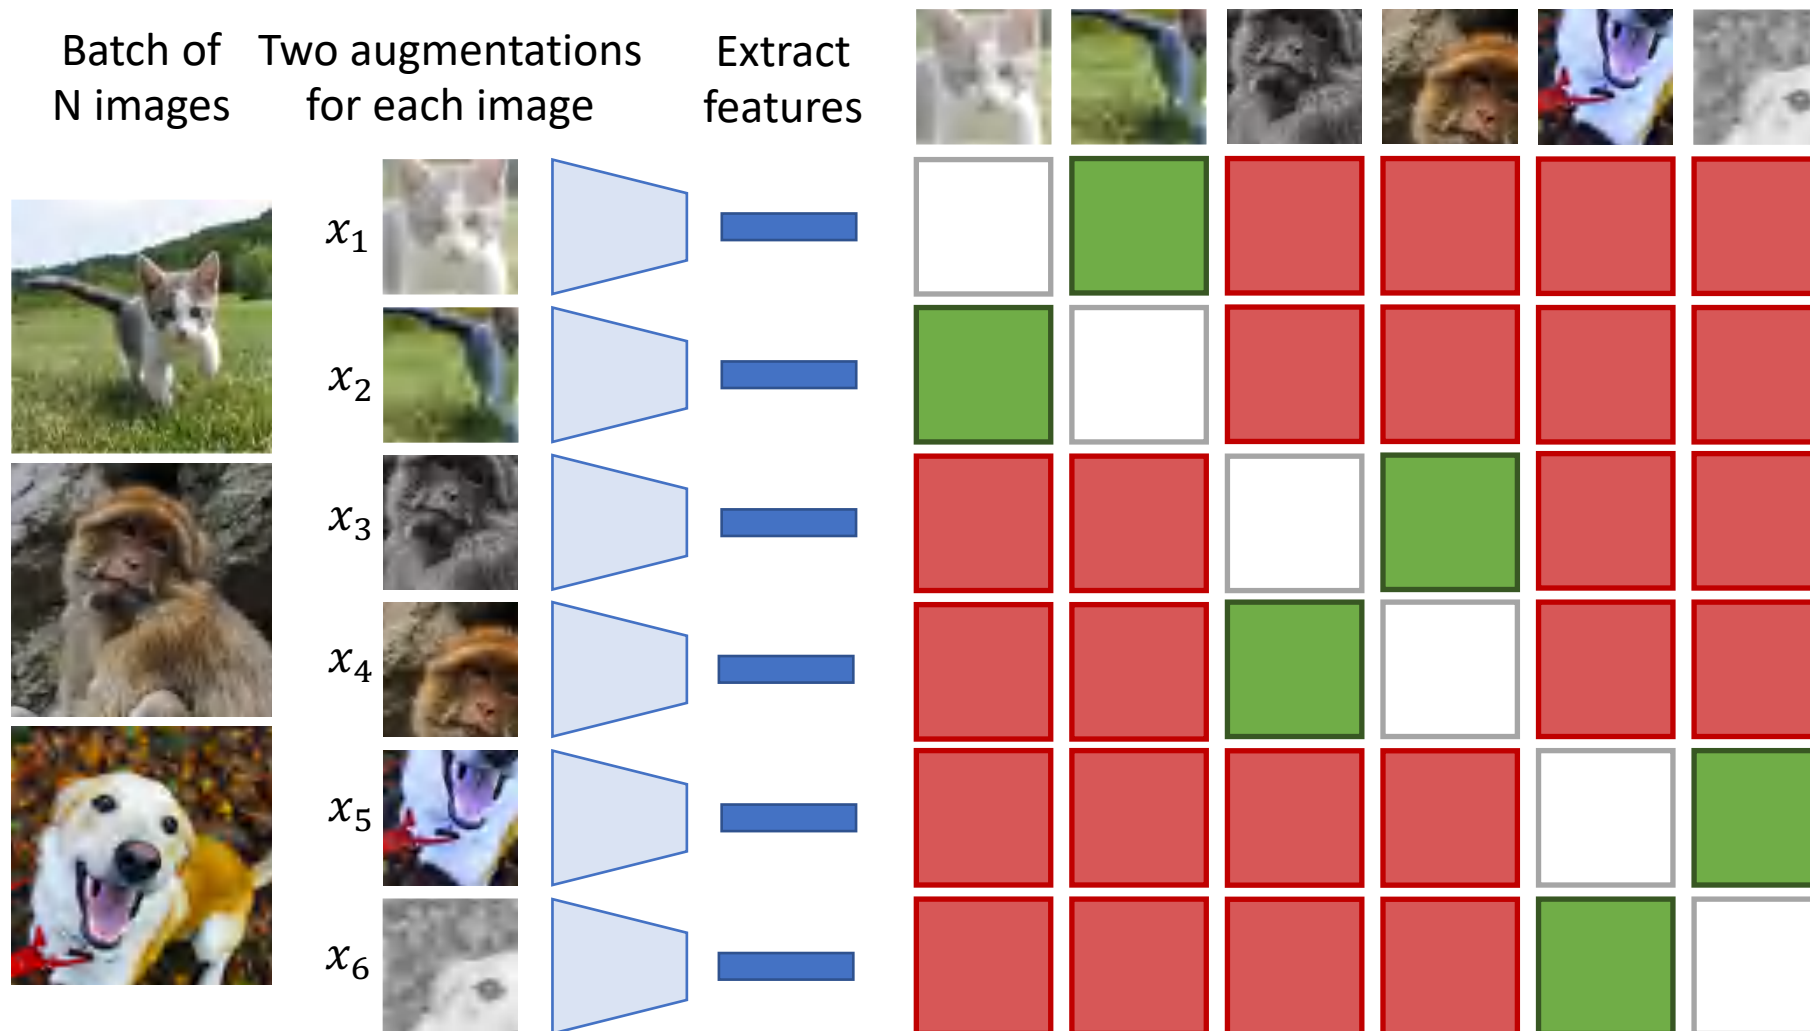 Batch of
N images
Two augmentations
for each image
Extract
features
x₁
x₂
x₃
x₄
x₅
x₆